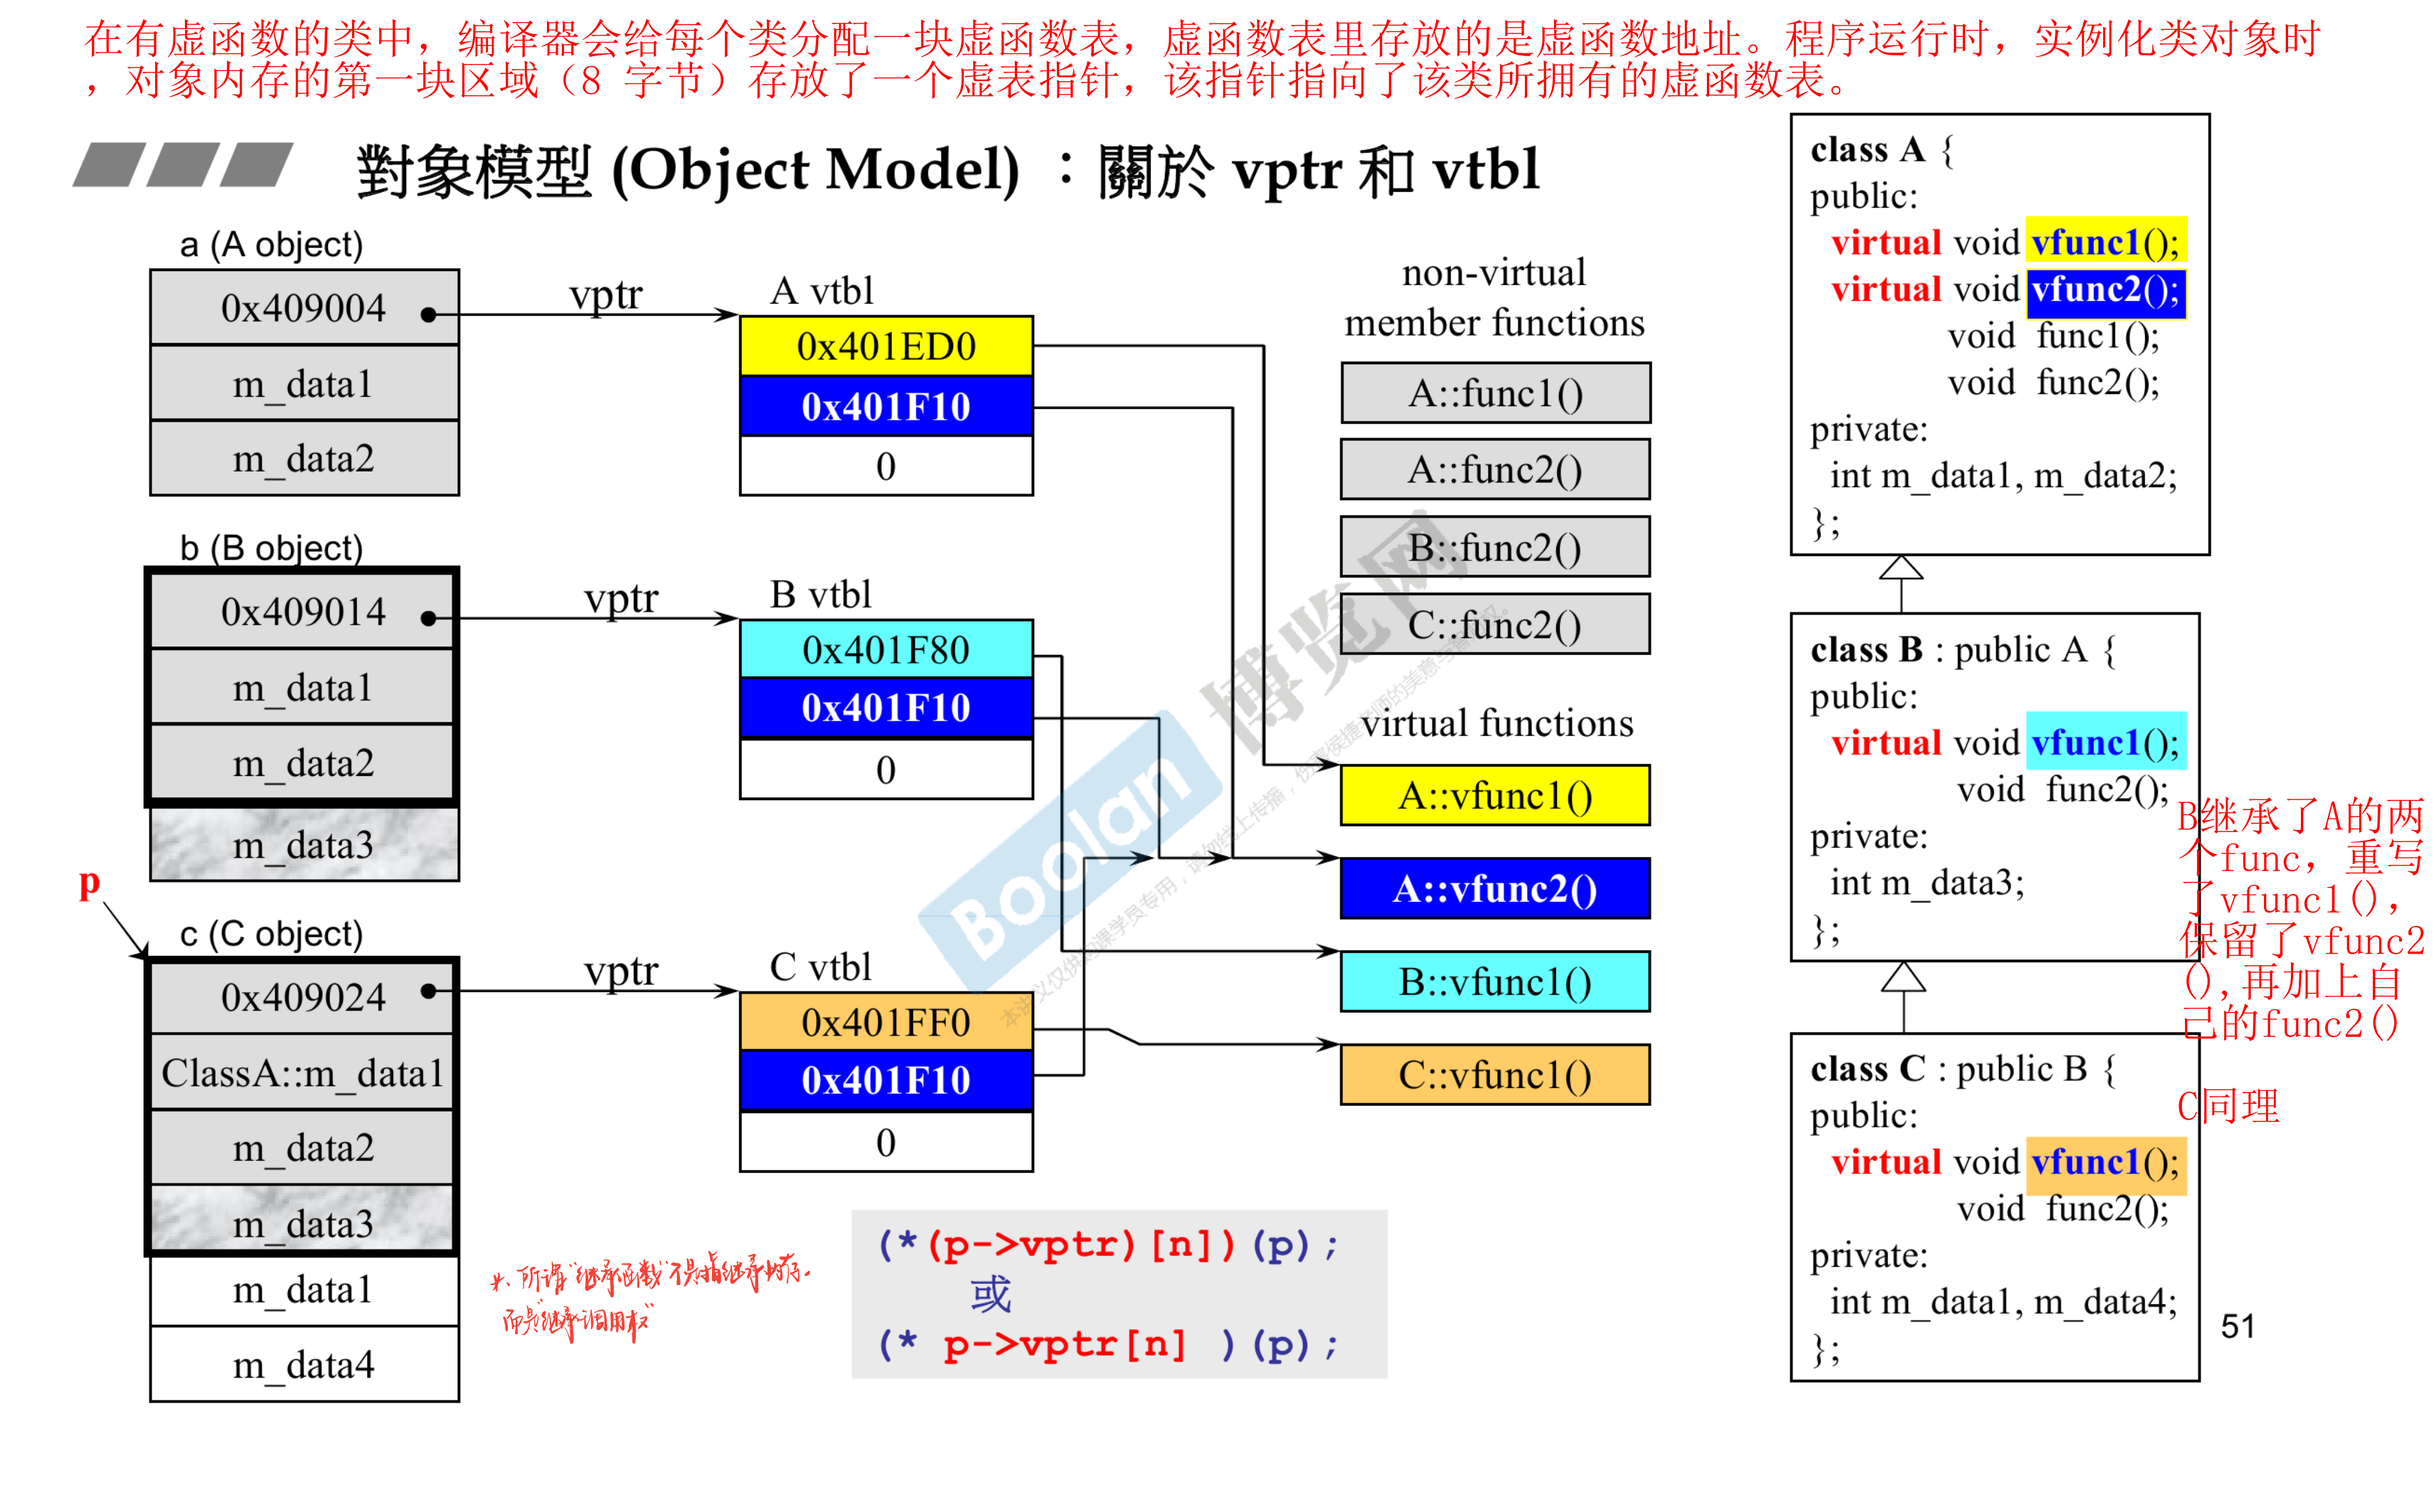 在有虚函数的类中，编译器会给每个类分配一块虚函数表，虚函数表里存放的是虚函数地址。程序运行时，实例化类对象时
，对象内存的第一块区域（8 字节）存放了一个虚表指针，该指针指向了该类所拥有的虚函数表。
對象模型 (Object Model) ：關於 vptr 和 vtbl
a (A object)
0x409004
m_data1
m_data2
vptr
A vtbl
0x401ED0
0x401F10
0
b (B object)
0x409014
m_data1
m_data2
m_data3
vptr
B vtbl
0x401F80
0x401F10
0
p
c (C object)
0x409024
ClassA::m_data1
m_data2
m_data3
m_data1
m_data4
vptr
C vtbl
0x401FF0
0x401F10
0
non-virtual
member functions
A::func1()
A::func2()
B::func2()
C::func2()
virtual functions
A::vfunc1()
A::vfunc2()
B::vfunc1()
C::vfunc1()
class A {
public:
virtual void vfunc1();
virtual void vfunc2();
void func1();
void func2();
private:
int m_data1, m_data2;
};
class B : public A {
public:
virtual void vfunc1();
void func2();
private:
int m_data3;
};
class C : public B {
public:
virtual void vfunc1();
void func2();
private:
int m_data1, m_data4;
};
B继承了A的两
个func，重写
了vfunc1()，
保留了vfunc2
(),再加上自
己的func2()
C同理
所谓“继承函数”不是指继承内存.
而是“继承调用权”
(*(p->vptr)[n])(p);
或
(* p->vptr[n] )(p);
51
Boolan 博览网